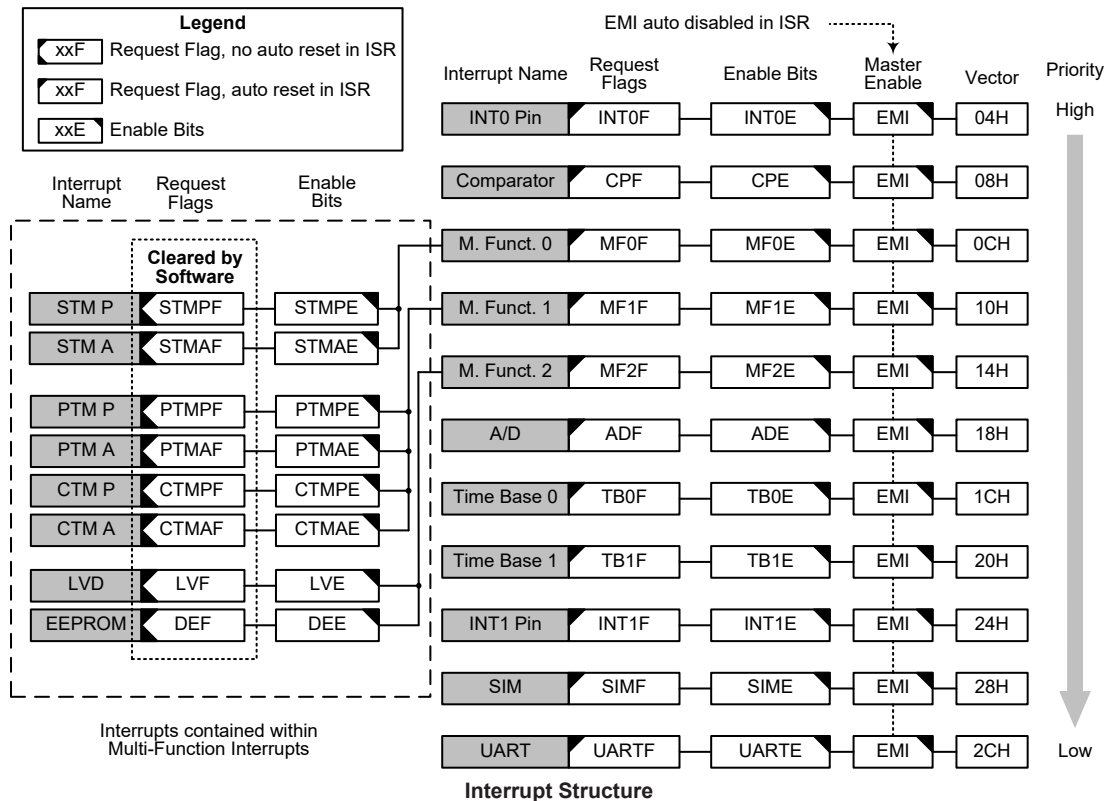 Legend
xxF Request Flag, no auto reset in ISR
xxF Request Flag, auto reset in ISR
xxE Enable Bits
EMI auto disabled in ISR
Interrupt Name Request Flags Enable Bits Master Enable Vector Priority
INT0 Pin INT0F INT0E EMI 04H High
Comparator CPF CPE EMI 08H
M. Funct. 0 MF0F MF0E EMI 0CH
M. Funct. 1 MF1F MF1E EMI 10H
M. Funct. 2 MF2F MF2E EMI 14H
A/D ADF ADE EMI 18H
Time Base 0 TB0F TB0E EMI 1CH
Time Base 1 TB1F TB1E EMI 20H
INT1 Pin INT1F INT1E EMI 24H
SIM SIMF SIME EMI 28H
UART UARTF UARTE EMI 2CH Low
Interrupt Name Request Flags Enable Bits
Cleared by
Software
STM P STMPF STMPE
STM A STMAF STMAE
PTM P PTMPF PTMPE
PTM A PTMAF PTMAE
CTM P CTMPF CTMPE
CTM A CTMAF CTMAE
LVD LVF LVE
EEPROM DEF DEE
Interrupts contained within
Multi-Function Interrupts
Interrupt Structure